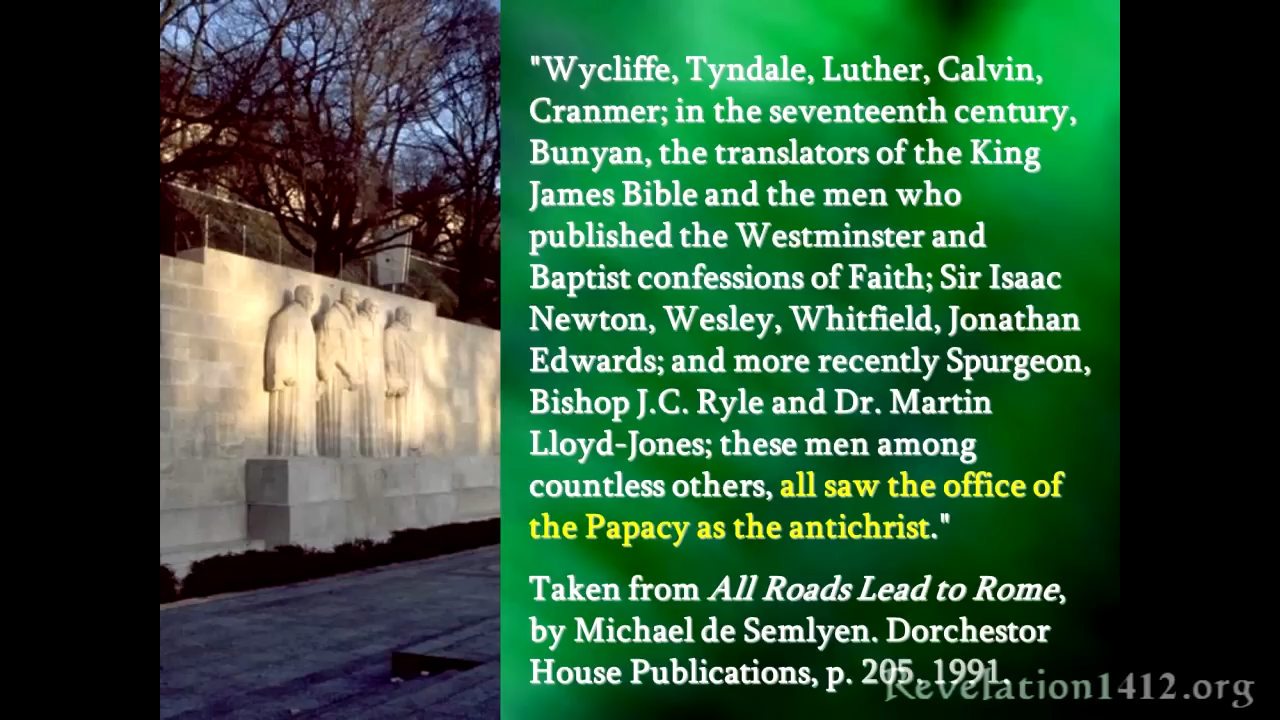 "Wycliffe, Tyndale, Luther, Calvin,
Cranmer; in the seventeenth century,
Bunyan, the translators of the King
James Bible and the men who
published the Westminster and
Baptist confessions of Faith; Sir Isaac
Newton, Wesley, Whitfield, Jonathan
Edwards; and more recently Spurgeon,
Bishop J.C. Ryle and Dr. Martin
Lloyd-Jones; these men among
countless others, all saw the office of
the Papacy as the antichrist."
Taken from All Roads Lead to Rome,
by Michael de Semlyen. Dorchestor
House Publications, p. 205. 1991.
Revelation1412.org